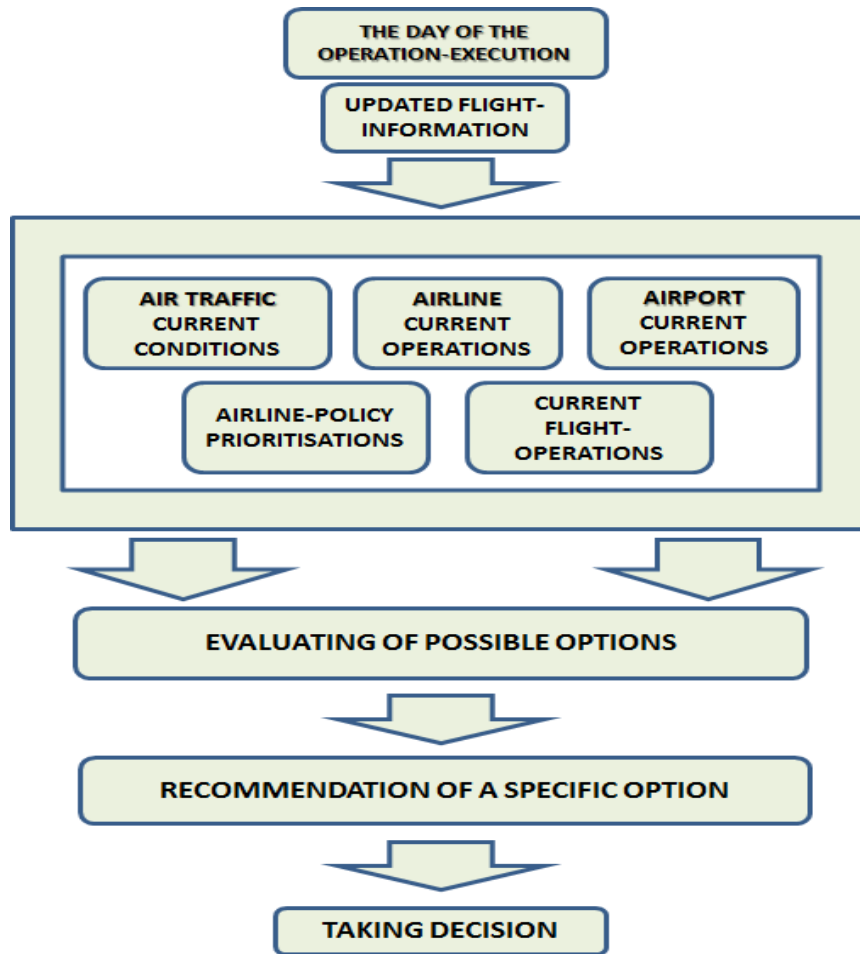 THE DAY OF THE
OPERATION-EXECUTION
UPDATED FLIGHT-
INFORMATION
AIR TRAFFIC
CURRENT
CONDITIONS
AIRLINE
CURRENT
OPERATIONS
AIRPORT
CURRENT
OPERATIONS
AIRLINE-POLICY
PRIORITISATIONS
CURRENT
FLIGHT-
OPERATIONS
EVALUATING OF POSSIBLE OPTIONS
RECOMMENDATION OF A SPECIFIC OPTION
TAKING DECISION